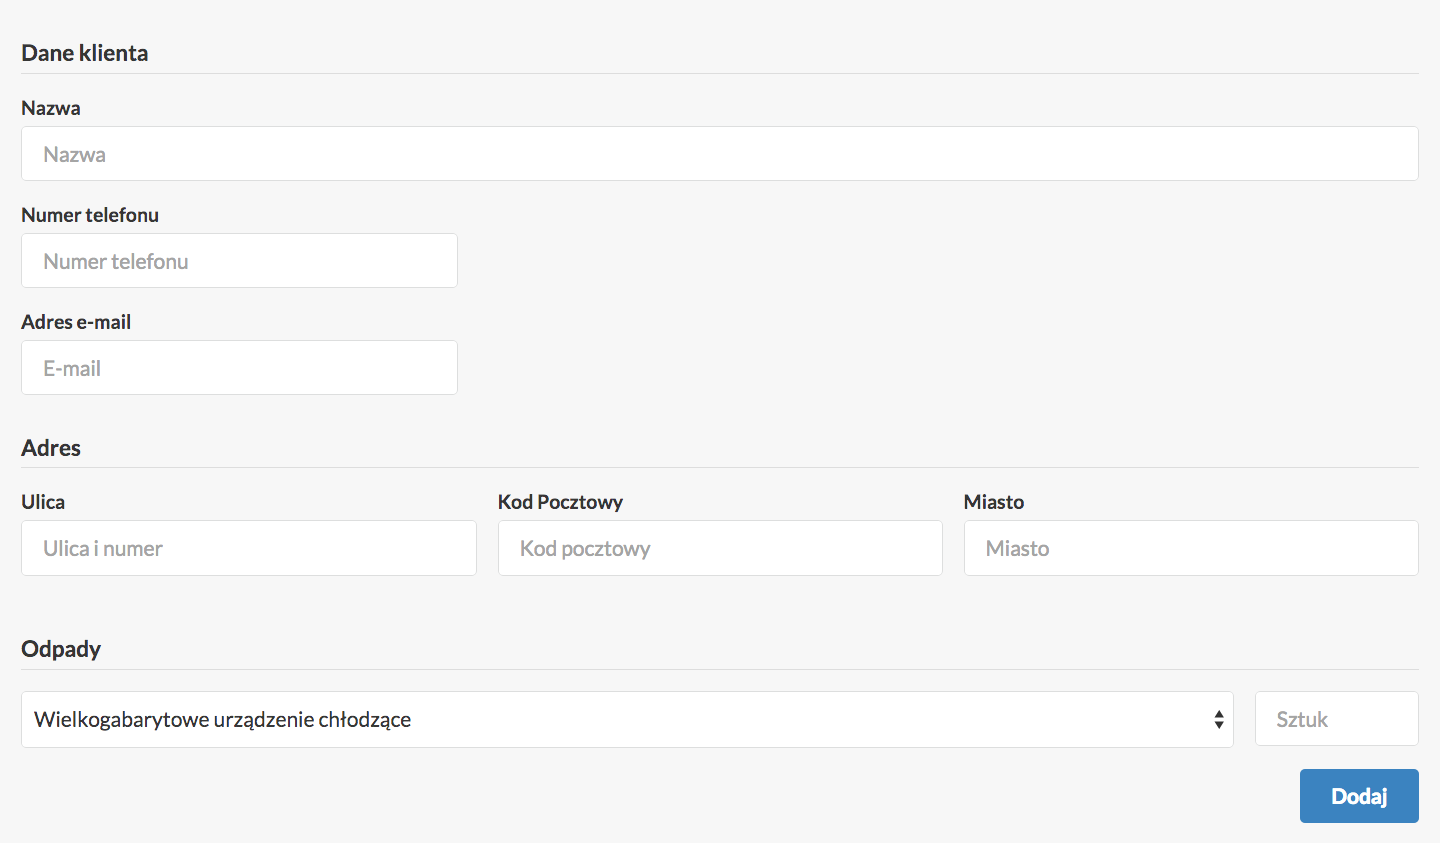 Dane klienta
Nazwa
Nazwa
Numer telefonu
Numer telefonu
Adres e-mail
E-mail
Adres
Ulica Kod Pocztowy Miasto
Ulica i numer Kod pocztowy Miasto
Odpady
Wielkogabarytowe urządzenie chłodzące Sztuk
Dodaj